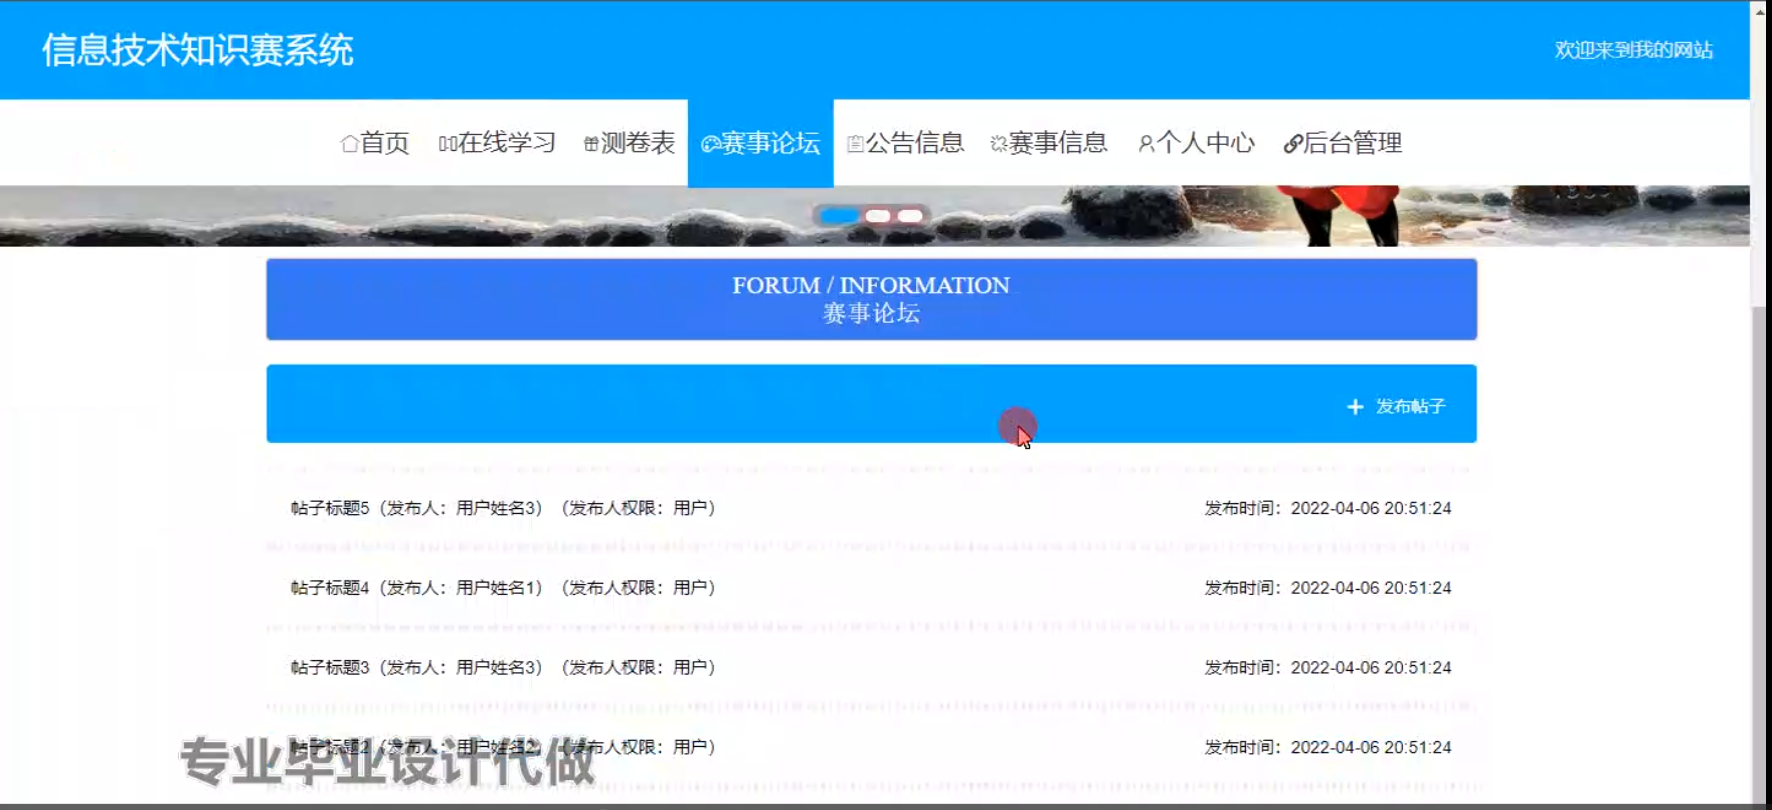 信息技术知识赛系统
欢迎来到我的网站
首页 在线学习 测卷表 赛事论坛 公告信息 赛事信息 个人中心 后台管理
FORUM / INFORMATION
赛事论坛
发布帖子
帖子标题5（发布人：用户姓名3）（发布人权限：用户） 发布时间：2022-04-06 20:51:24
帖子标题4（发布人：用户姓名1）（发布人权限：用户） 发布时间：2022-04-06 20:51:24
帖子标题3（发布人：用户姓名3）（发布人权限：用户） 发布时间：2022-04-06 20:51:24
帖子标题2（发布人：用户姓名2）（发布人权限：用户） 发布时间：2022-04-06 20:51:24
专业毕业设计代做